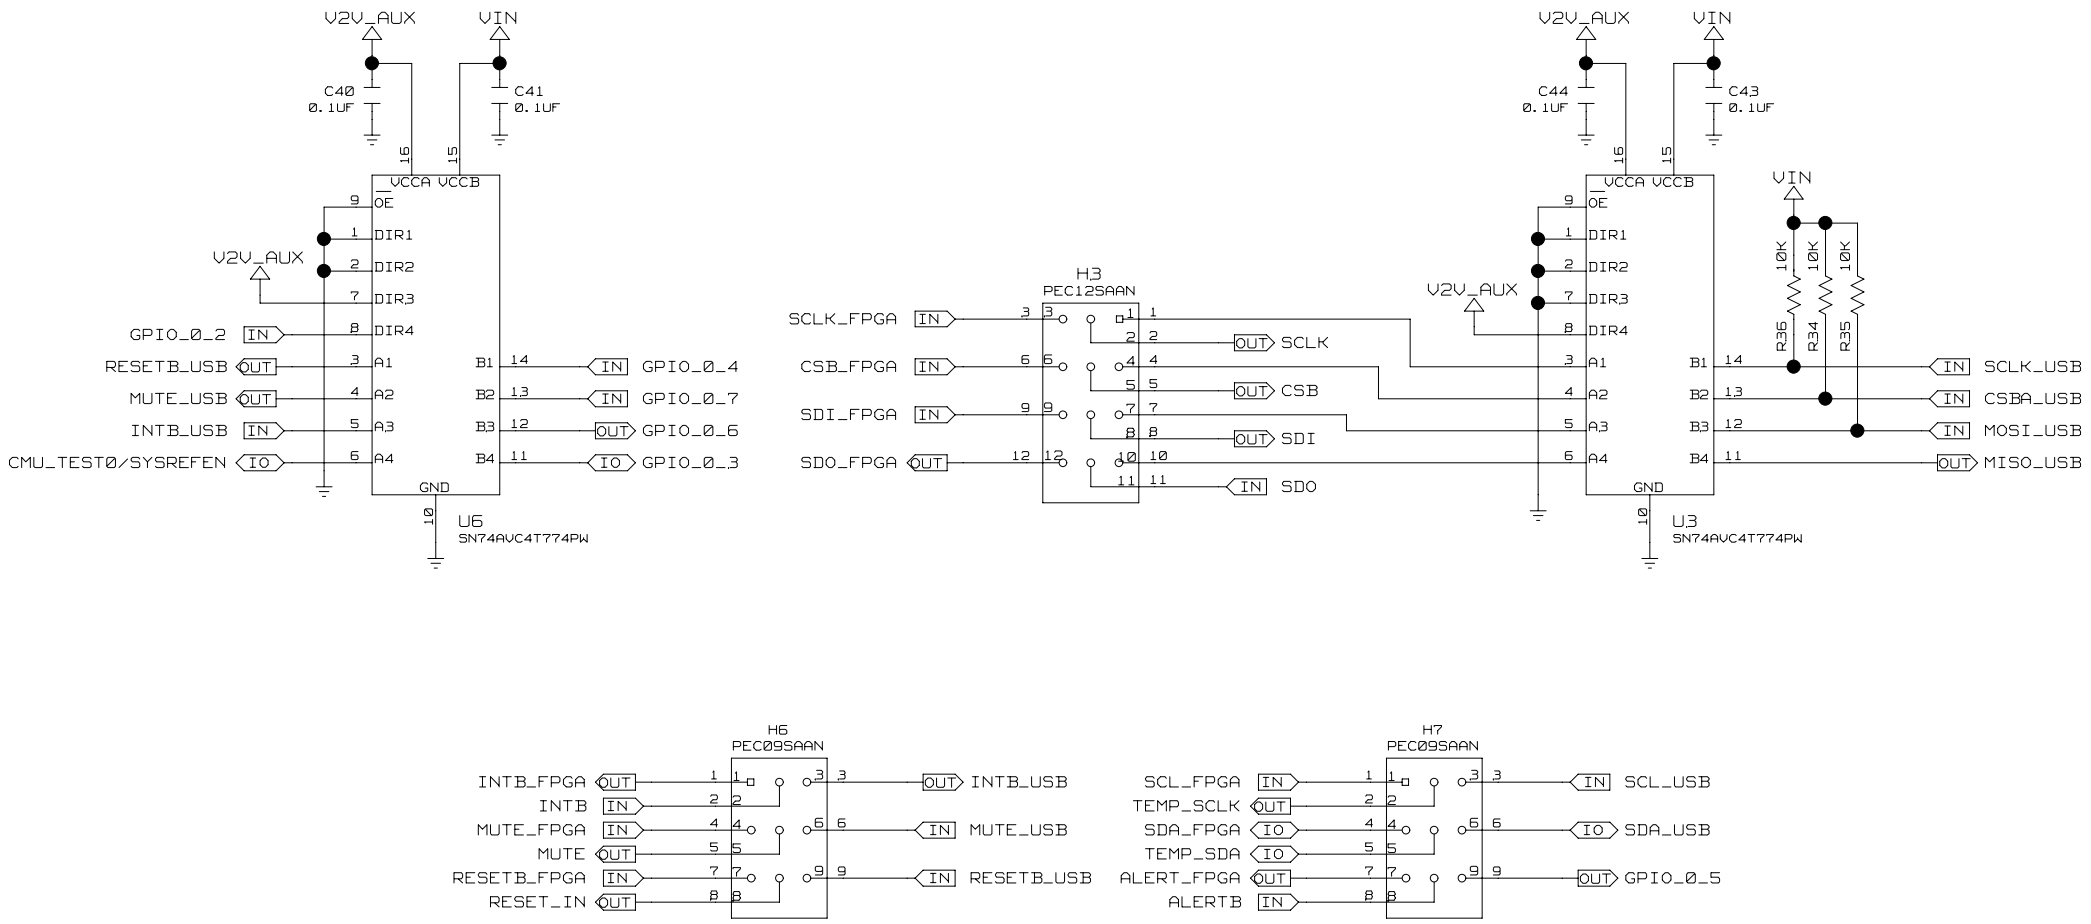 V2V_AUX
VIN
C40
0.1UF
C41
0.1UF
16
15
VCCA VCCB
9 OE
1 DIR1
2 DIR2
V2V_AUX
7 DIR3
GPIO_0_2 IN 8 DIR4
RESETB_USB OUT 3 A1 B1 14 IN GPIO_0_4
MUTE_USB OUT 4 A2 B2 13 IN GPIO_0_7
INTB_USB IN 5 A3 B3 12 OUT GPIO_0_6
CMU_TEST0/SYSREFEN IO 6 A4 B4 11 IO GPIO_0_3
GND
10
U6
SN74AVC4T774PW
H3
PEC12SAAN
SCLK_FPGA IN 3 3 1 1
2 2 OUT SCLK
CSB_FPGA IN 6 6 4 4
5 5 OUT CSB
SDI_FPGA IN 9 9 7 7
8 8 OUT SDI
SDO_FPGA OUT 12 12 10 10
11 11 IN SDO
V2V_AUX
VIN
C44
0.1UF
C43
0.1UF
16
15
VCCA VCCB
9 OE
1 DIR1
2 DIR2
7 DIR3
V2V_AUX
8 DIR4
VIN
10K
10K
10K
R36
R34
R35
3 A1 B1 14 IN SCLK_USB
4 A2 B2 13 IN CSBA_USB
5 A3 B3 12 IN MOSI_USB
6 A4 B4 11 OUT MISO_USB
GND
10
U3
SN74AVC4T774PW
H6
PEC09SAAN
INTB_FPGA OUT 1 1 3 3 OUT INTB_USB
INTB IN 2 2
MUTE_FPGA IN 4 4 6 6 IN MUTE_USB
MUTE OUT 5 5
RESETB_FPGA IN 7 7 9 9 IN RESETB_USB
RESET_IN OUT 8 8
H7
PEC09SAAN
SCL_FPGA IN 1 1 3 3 IN SCL_USB
TEMP_SCLK OUT 2 2
SDA_FPGA IO 4 4 6 6 IO SDA_USB
TEMP_SDA IO 5 5
ALERT_FPGA OUT 7 7 9 9 OUT GPIO_0_5
ALERTB IN 8 8